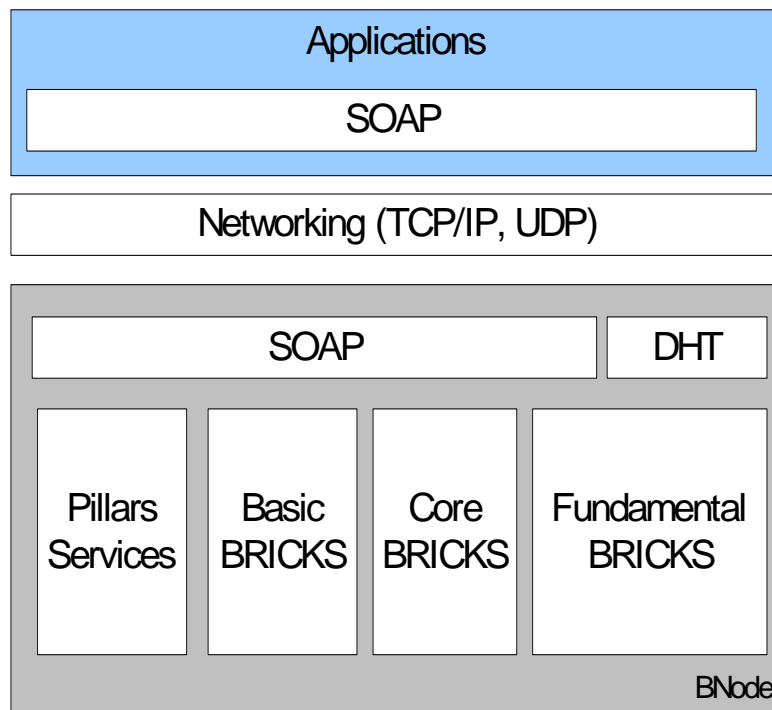 Applications
SOAP
Networking (TCP/IP, UDP)
SOAP
DHT
Pillars
Services
Basic
BRICKS
Core
BRICKS
Fundamental
BRICKS
BNode